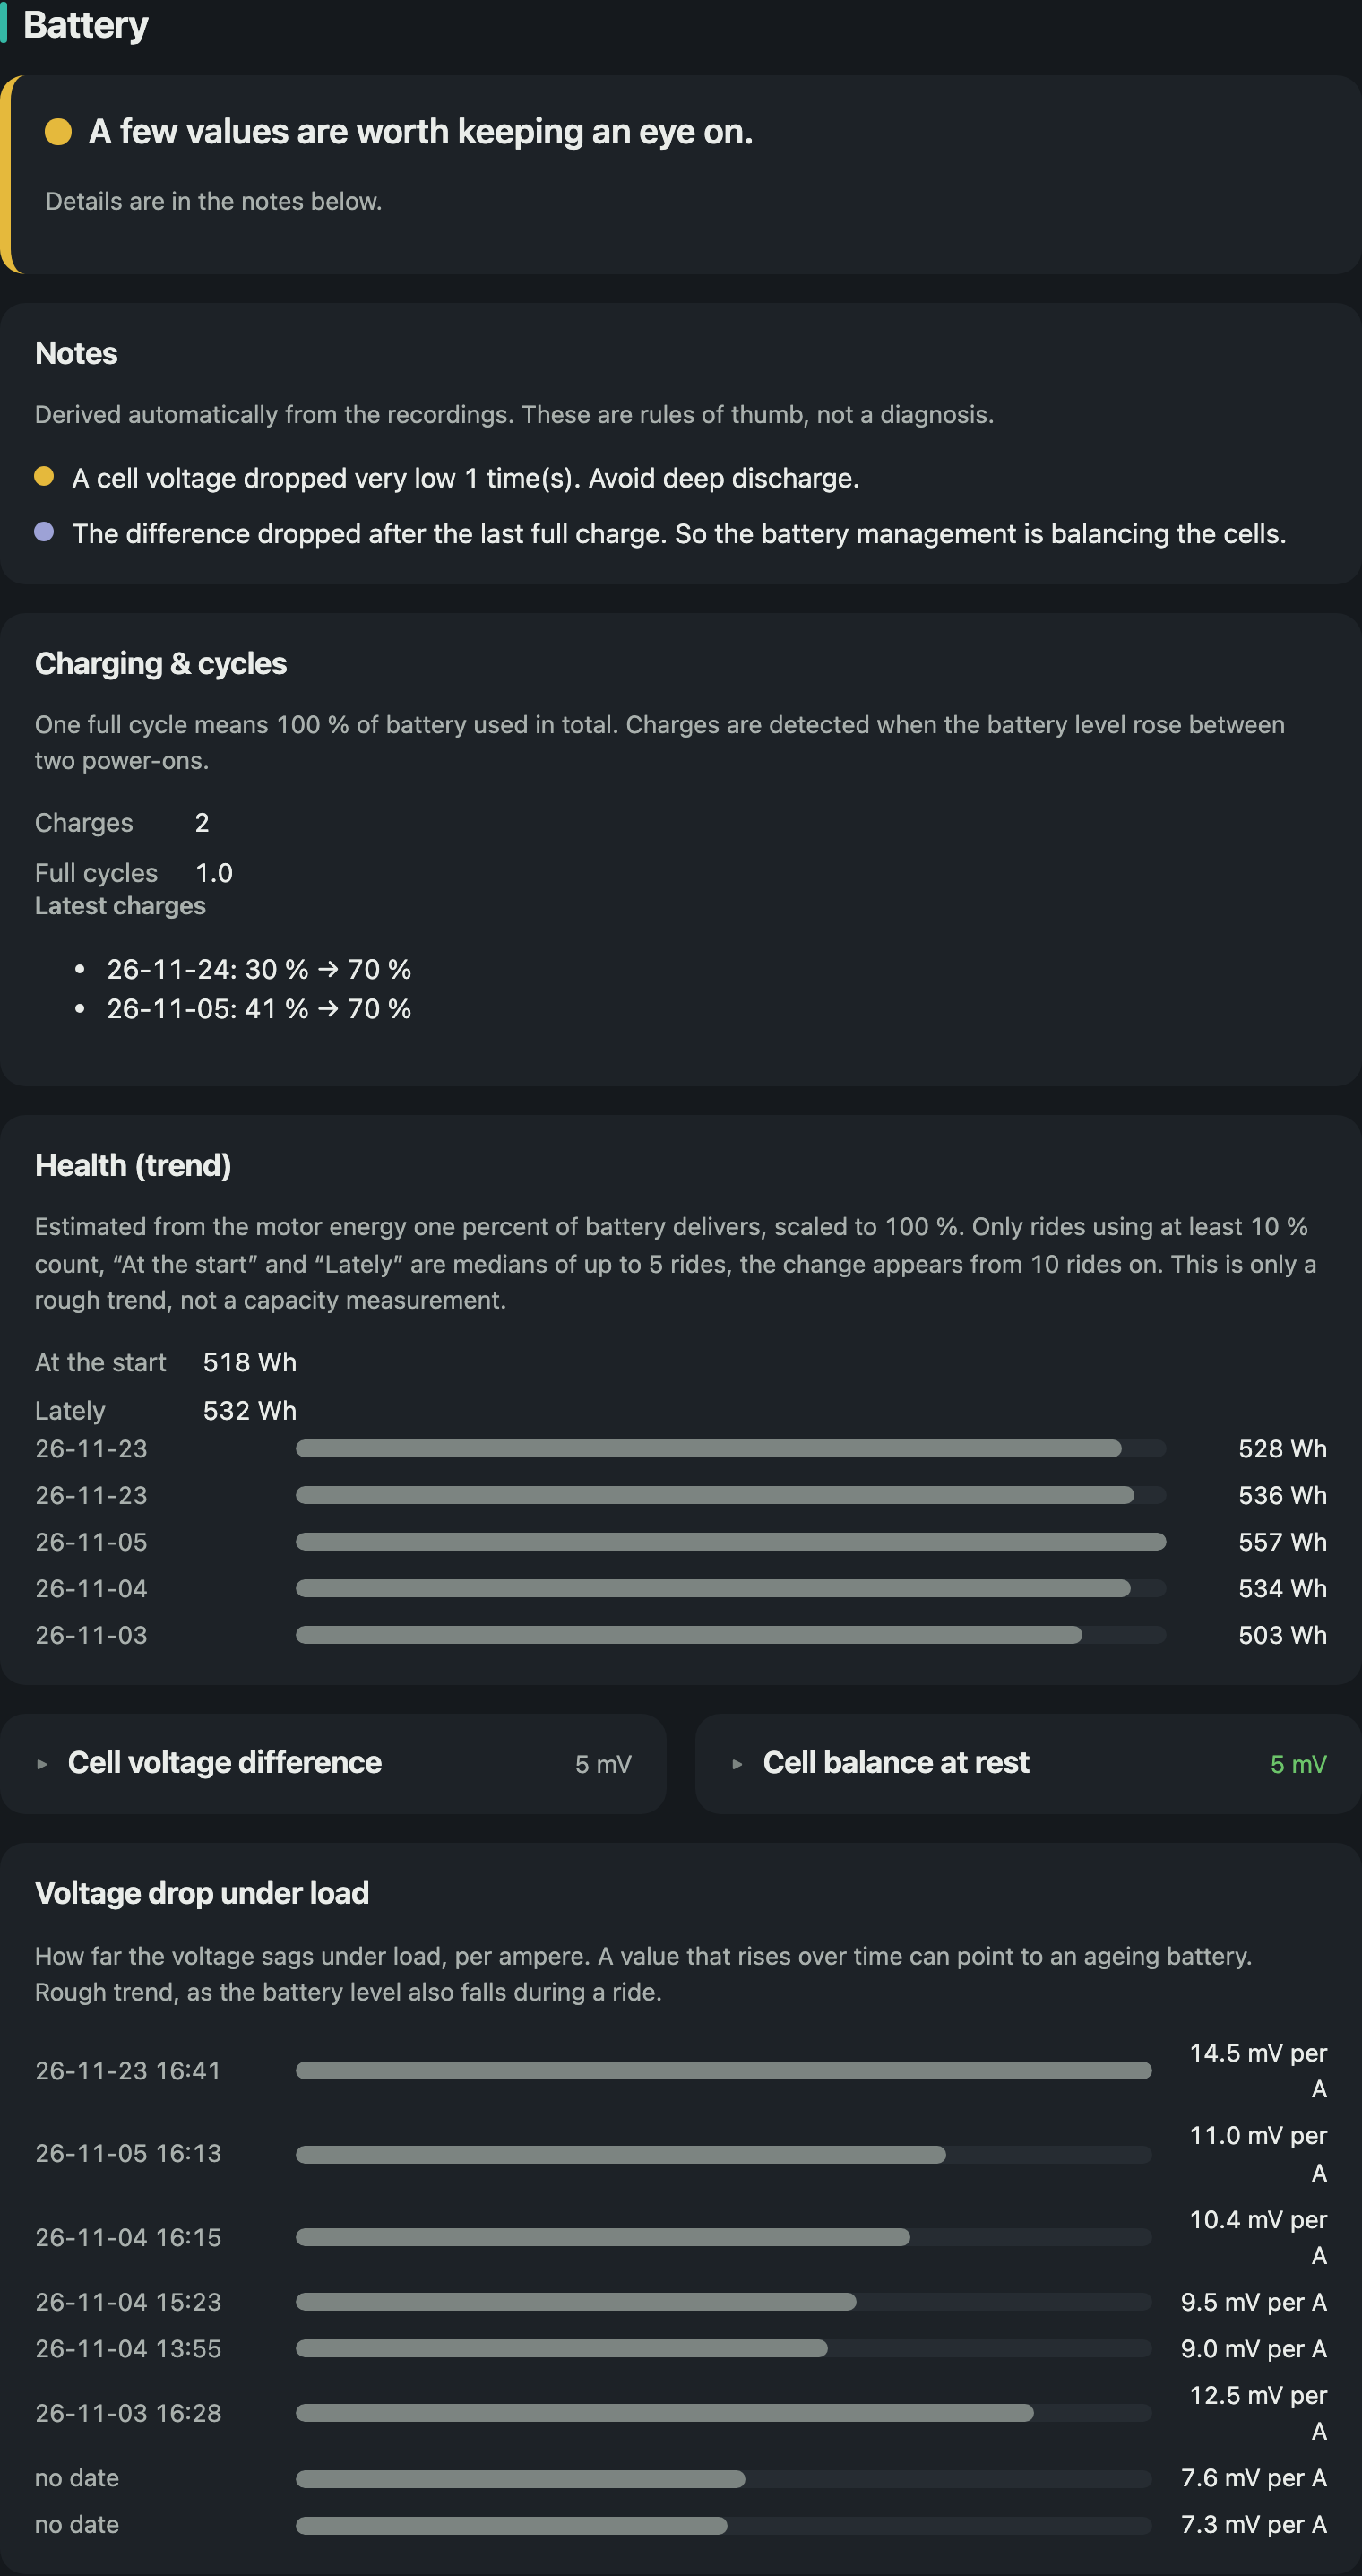 Battery
A few values are worth keeping an eye on.
Details are in the notes below.
Notes
Derived automatically from the recordings. These are rules of thumb, not a diagnosis.
A cell voltage dropped very low 1 time(s). Avoid deep discharge.
The difference dropped after the last full charge. So the battery management is balancing the cells.
Charging & cycles
One full cycle means 100 % of battery used in total. Charges are detected when the battery level rose between
two power-ons.
Charges 2
Full cycles 1.0
Latest charges
• 26-11-24: 30 % → 70 %
• 26-11-05: 41 % → 70 %
Health (trend)
Estimated from the motor energy one percent of battery delivers, scaled to 100 %. Only rides using at least 10 %
count, “At the start” and “Lately” are medians of up to 5 rides, the change appears from 10 rides on. This is only a
rough trend, not a capacity measurement.
At the start 518 Wh
Lately 532 Wh
26-11-23 528 Wh
26-11-23 536 Wh
26-11-05 557 Wh
26-11-04 534 Wh
26-11-03 503 Wh
Cell voltage difference 5 mV
Cell balance at rest 5 mV
Voltage drop under load
How far the voltage sags under load, per ampere. A value that rises over time can point to an ageing battery.
Rough trend, as the battery level also falls during a ride.
26-11-23 16:41 14.5 mV per
A
26-11-05 16:13 11.0 mV per
A
26-11-04 16:15 10.4 mV per
A
26-11-04 15:23 9.5 mV per A
26-11-04 13:55 9.0 mV per A
26-11-03 16:28 12.5 mV per
A
no date 7.6 mV per A
no date 7.3 mV per A